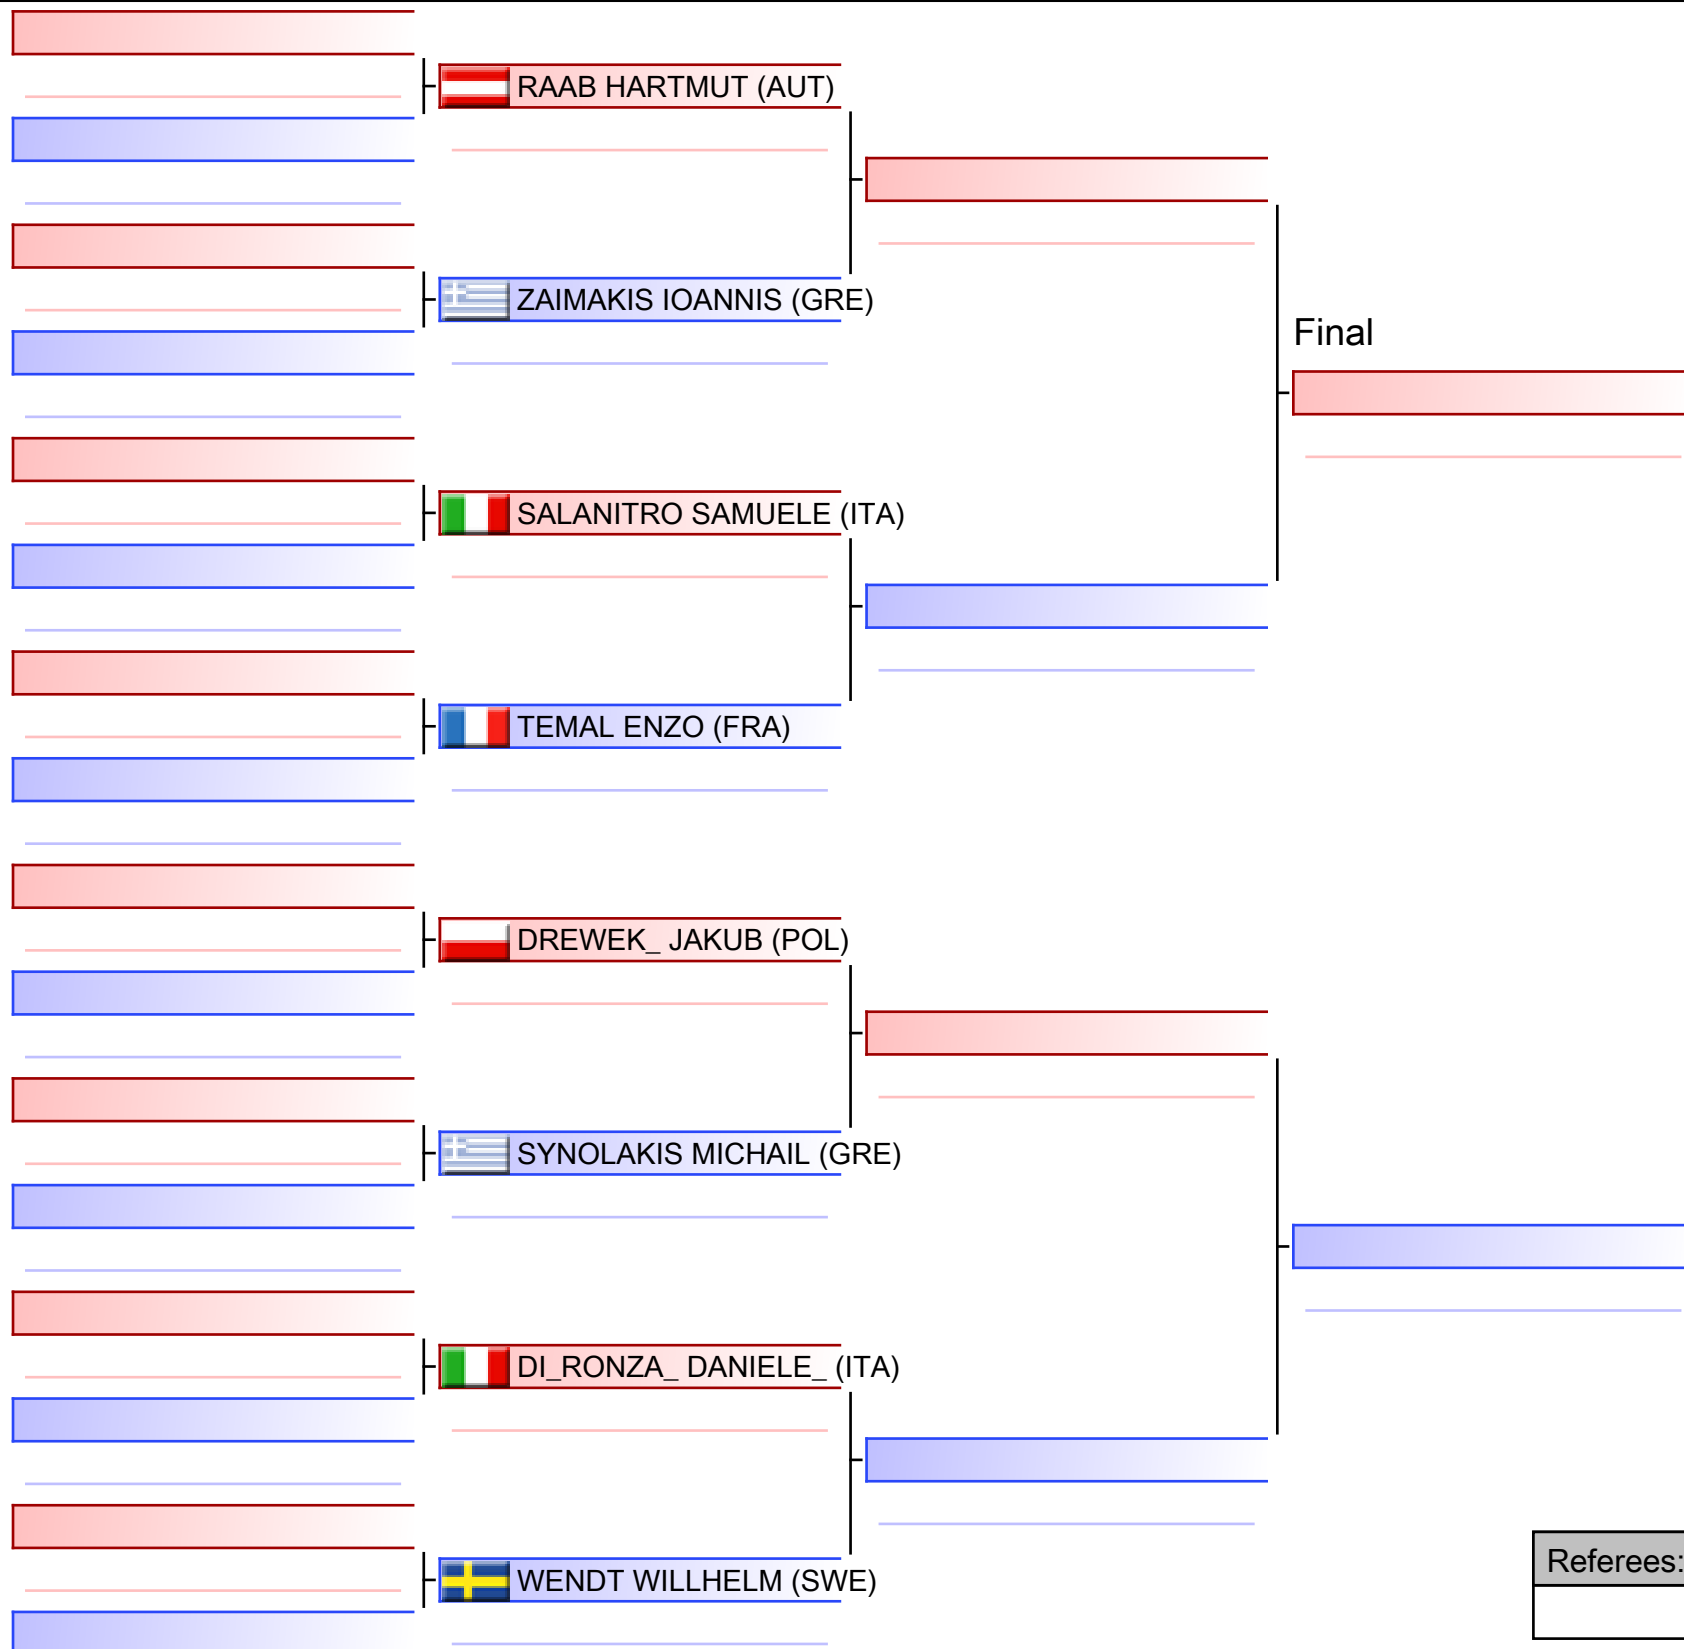 RAAB HARTMUT (AUT)
ZAIMAKIS IOANNIS (GRE)
Final
SALANITRO SAMUELE (ITA)
TEMAL ENZO (FRA)
DREWEK_ JAKUB (POL)
SYNOLAKIS MICHAIL (GRE)
DI_RONZA_ DANIELE_ (ITA)
WENDT WILLHELM (SWE)
Referees: